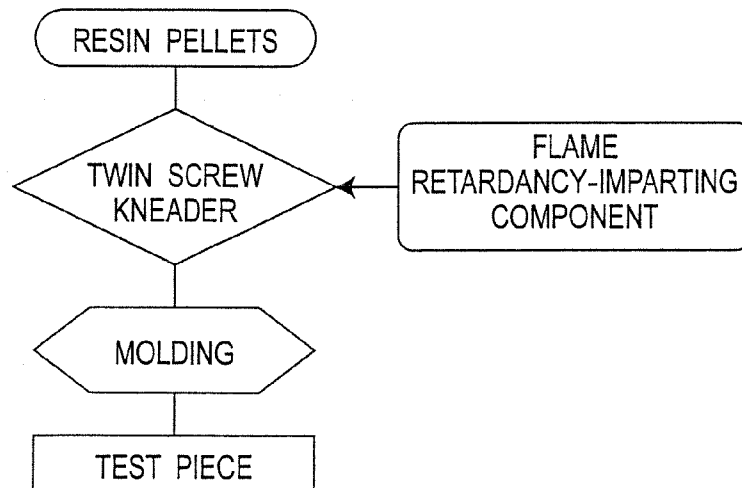 RESIN PELLETS
TWIN SCREW
KNEADER
FLAME
RETARDANCY-IMPARTING
COMPONENT
MOLDING
TEST PIECE